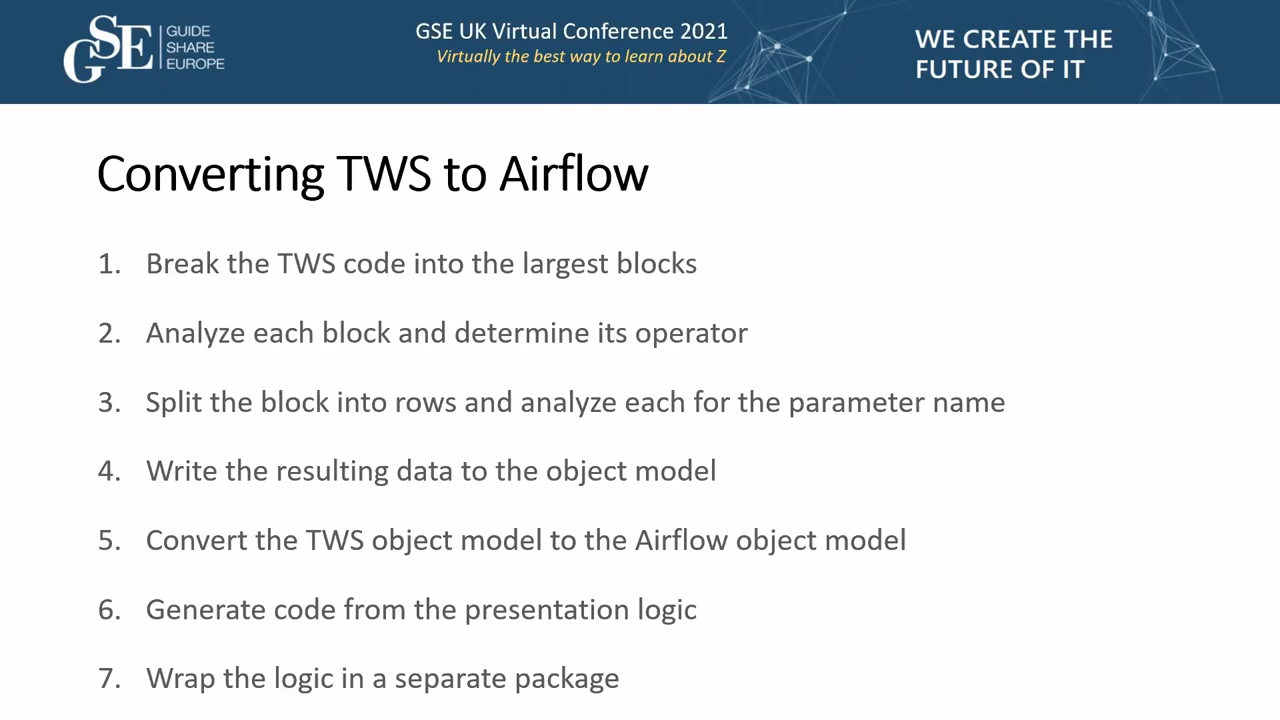 GSE
GUIDE
SHARE
EUROPE
GSE UK Virtual Conference 2021
Virtually the best way to learn about Z
WE CREATE THE
FUTURE OF IT
Converting TWS to Airflow
1. Break the TWS code into the largest blocks
2. Analyze each block and determine its operator
3. Split the block into rows and analyze each for the parameter name
4. Write the resulting data to the object model
5. Convert the TWS object model to the Airflow object model
6. Generate code from the presentation logic
7. Wrap the logic in a separate package